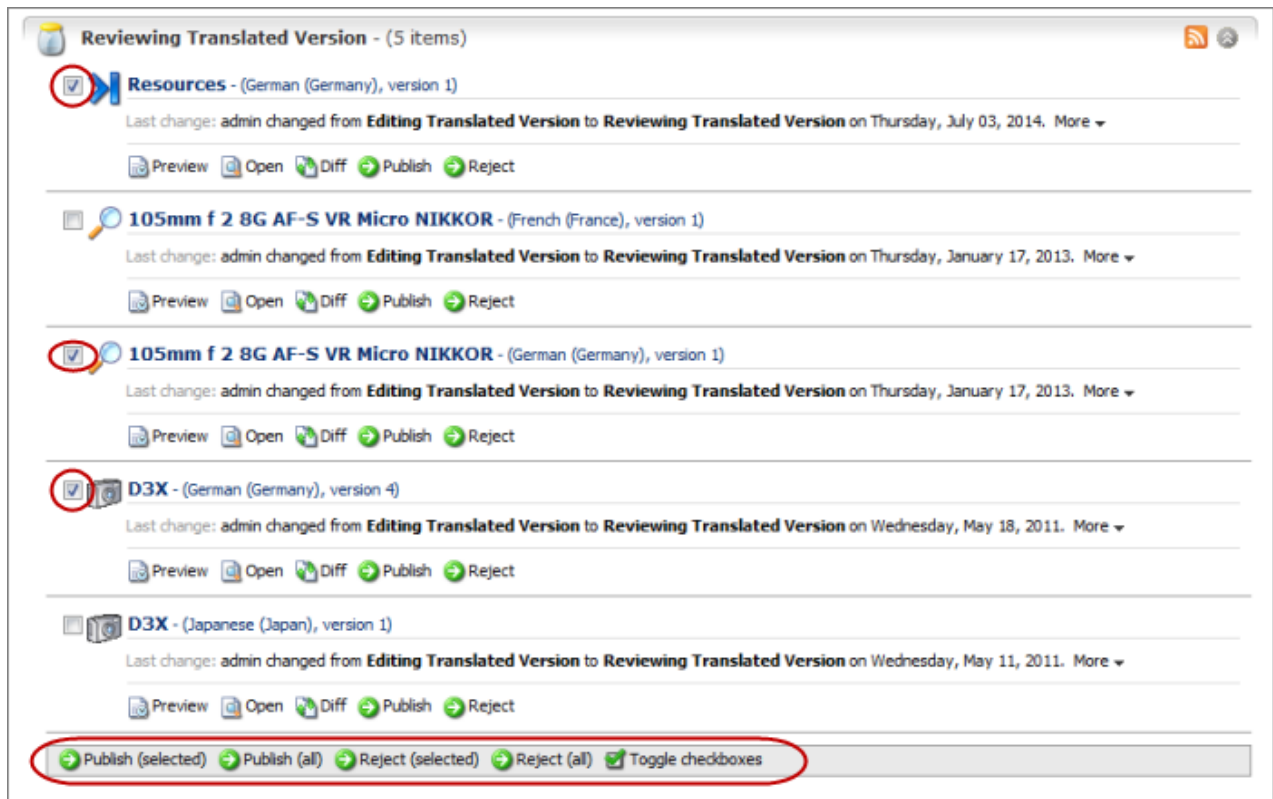 Reviewing Translated Version - (5 items)
Resources - (German (Germany), version 1)
Last change: admin changed from Editing Translated Version to Reviewing Translated Version on Thursday, July 03, 2014. More
Preview Open Diff Publish Reject
105mm f 2 8G AF-S VR Micro NIKKOR - (French (France), version 1)
Last change: admin changed from Editing Translated Version to Reviewing Translated Version on Thursday, January 17, 2013. More
Preview Open Diff Publish Reject
105mm f 2 8G AF-S VR Micro NIKKOR - (German (Germany), version 1)
Last change: admin changed from Editing Translated Version to Reviewing Translated Version on Thursday, January 17, 2013. More
Preview Open Diff Publish Reject
D3X - (German (Germany), version 4)
Last change: admin changed from Editing Translated Version to Reviewing Translated Version on Wednesday, May 18, 2011. More
Preview Open Diff Publish Reject
D3X - (Japanese (Japan), version 1)
Last change: admin changed from Editing Translated Version to Reviewing Translated Version on Wednesday, May 11, 2011. More
Preview Open Diff Publish Reject
Publish (selected) Publish (all) Reject (selected) Reject (all) Toggle checkboxes